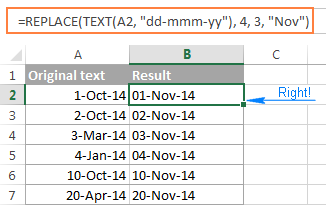 =REPLACE(TEXT(A2, "dd-mmm-yy"), 4, 3, "Nov")
A B C
1 Original text Result
2 1-Oct-14 01-Nov-14 Right!
3 2-Oct-14 02-Nov-14
4 3-Mar-14 03-Nov-14
5 4-Jan-14 04-Nov-14
6 10-Oct-14 10-Nov-14
7 20-Apr-14 20-Nov-14